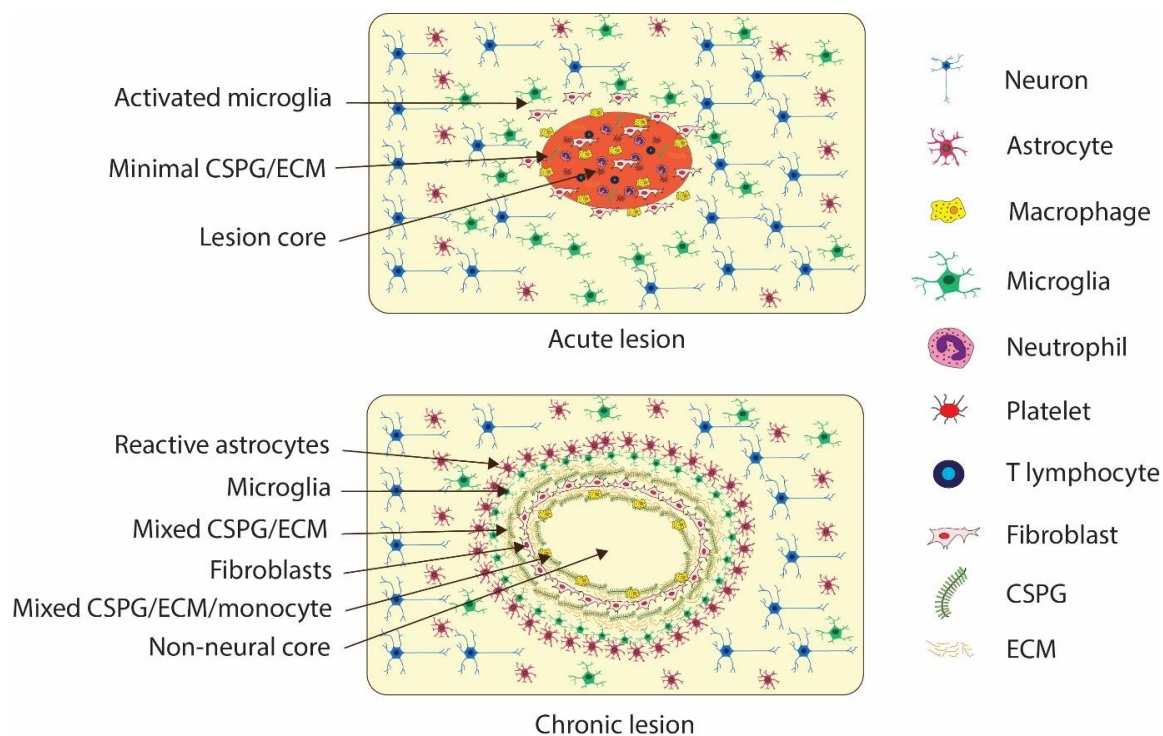 Activated microglia
Minimal CSPG/ECM
Lesion core
Acute lesion
Reactive astrocytes
Microglia
Mixed CSPG/ECM
Fibroblasts
Mixed CSPG/ECM/monocyte
Non-neural core
Chronic lesion
Neuron
Astrocyte
Macrophage
Microglia
Neutrophil
Platelet
T lymphocyte
Fibroblast
CSPG
ECM